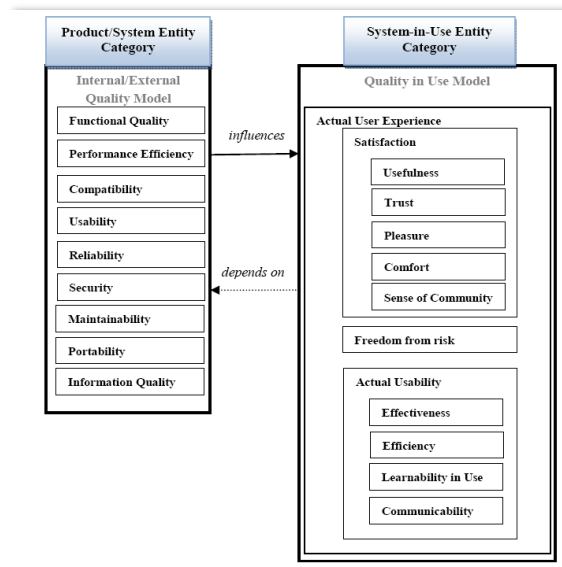 Product/System Entity
Category
Internal/External
Quality Model
Functional Quality
Performance Efficiency
Compatibility
Usability
Reliability
Security
Maintainability
Portability
Information Quality
influences
depends on
System-in-Use Entity
Category
Quality in Use Model
Actual User Experience
Satisfaction
Usefulness
Trust
Pleasure
Comfort
Sense of Community
Freedom from risk
Actual Usability
Effectiveness
Efficiency
Learnability in Use
Communicability